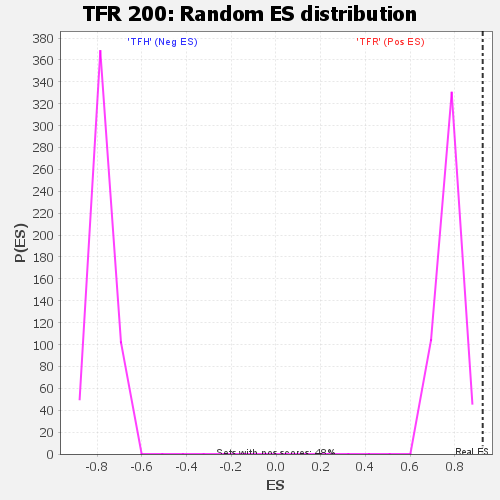 TFR 200: Random ES distribution
'TFH' (Neg ES) 'TFR' (Pos ES)
P(ES)
380
360
340
320
300
280
260
240
220
200
180
160
140
120
100
80
60
40
20
0
Sets with pos scores: 48%
Real ES
-0.8 -0.6 -0.4 -0.2 0.0 0.2 0.4 0.6 0.8
ES